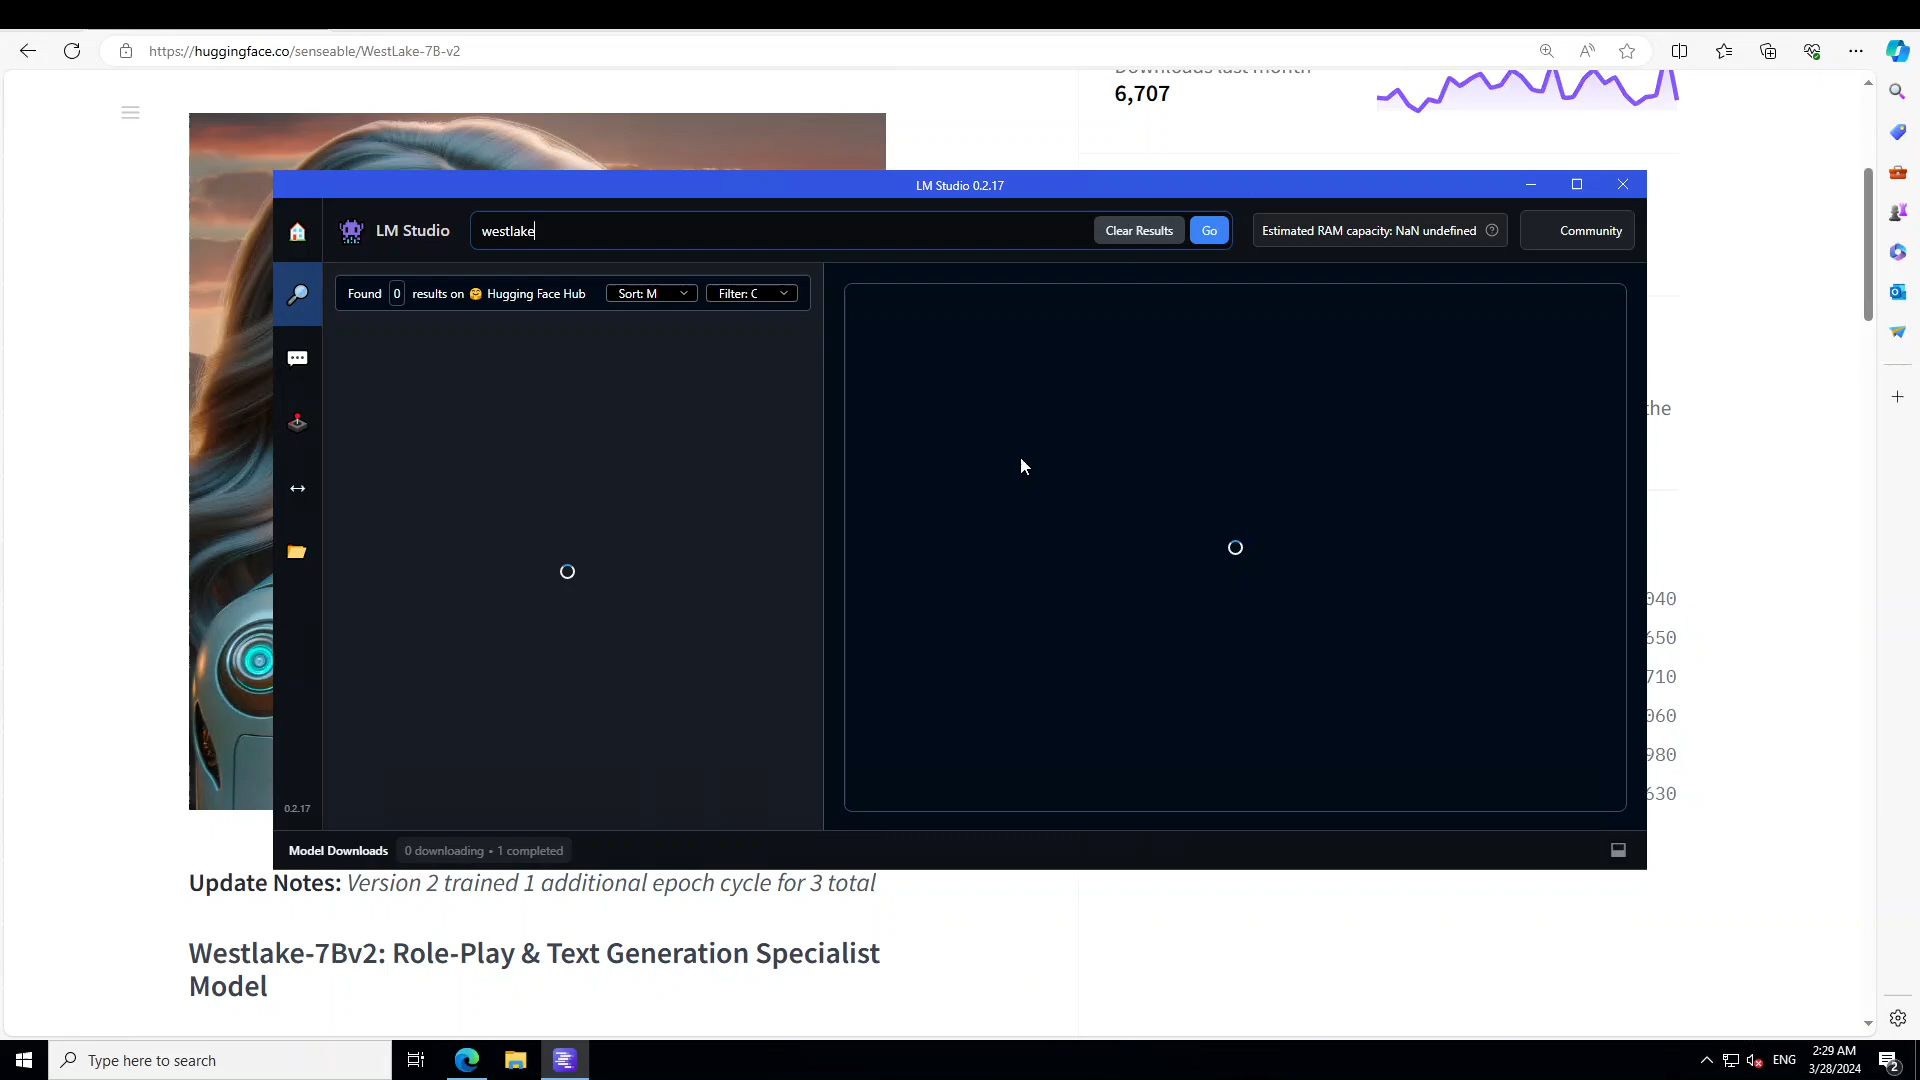 https://huggingface.co/senseable/WestLake-7B-v2
6,707
LM Studio 0.2.17
LM Studio
westlake
Clear Results
Go
Estimated RAM capacity: NaN undefined
Community
Found 0 results on 🤗 Hugging Face Hub
Sort: M
Filter: C
the
040
650
710
060
980
630
0.2.17
Model Downloads
0 downloading • 1 completed
Update Notes: Version 2 trained 1 additional epoch cycle for 3 total
Westlake-7Bv2: Role-Play & Text Generation Specialist
Model
Type here to search
ENG
2:29 AM
3/28/2024
2